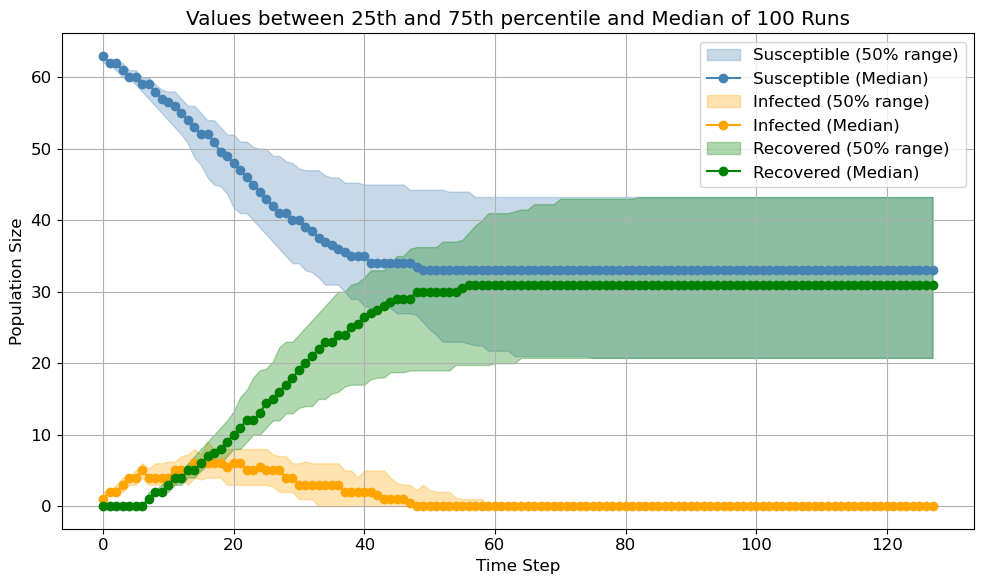 Values between 25th and 75th percentile and Median of 100 Runs
Susceptible (50% range)
Susceptible (Median)
Infected (50% range)
Infected (Median)
Recovered (50% range)
Recovered (Median)
Population Size
60
50
40
30
20
10
0
0 20 40 60 80 100 120
Time Step